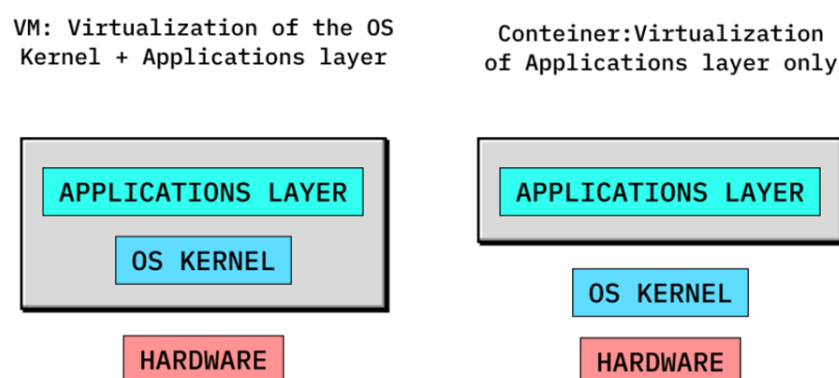 VM: Virtualization of the OS
Kernel + Applications layer
APPLICATIONS LAYER
OS KERNEL
HARDWARE
Conteiner:Virtualization
of Applications layer only
APPLICATIONS LAYER
OS KERNEL
HARDWARE